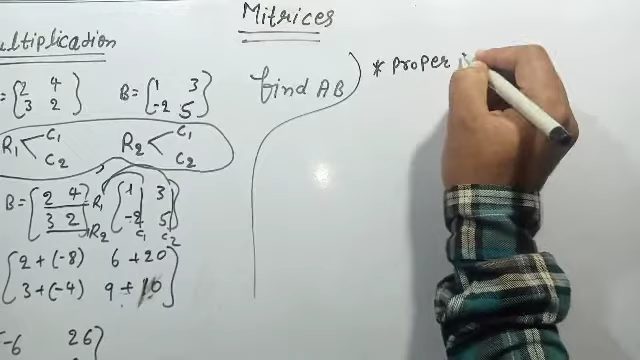 Mitrices
ultiplication
= [2 4
3 2]
B = [1 3
-2 5]
find AB
* Proper
R1 < C1
C2
R2 < C1
C2
B = [2 4
3 2] R1
R2 [1 3
-2 5]
C1 C2
[2 + (-8) 6 + 20
3 + (-4) 9 + 10]
-6 26